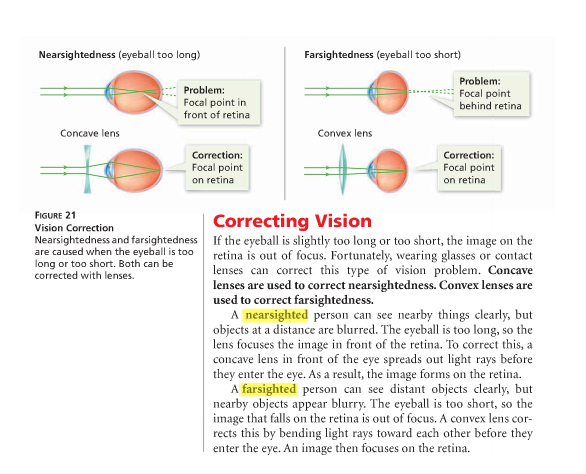 Nearsightedness (eyeball too long)
Problem:
Focal point in
front of retina
Concave lens
Correction:
Focal point
on retina
Farsightedness (eyeball too short)
Problem:
Focal point
behind retina
Convex lens
Correction:
Focal point
on retina
FIGURE 21
Vision Correction
Nearsightedness and farsightedness
are caused when the eyeball is too
long or too short. Both can be
corrected with lenses.
Correcting Vision
If the eyeball is slightly too long or too short, the image on the
retina is out of focus. Fortunately, wearing glasses or contact
lenses can correct this type of vision problem. Concave
lenses are used to correct nearsightedness. Convex lenses are
used to correct farsightedness.
A nearsighted person can see nearby things clearly, but
objects at a distance are blurred. The eyeball is too long, so the
lens focuses the image in front of the retina. To correct this, a
concave lens in front of the eye spreads out light rays before
they enter the eye. As a result, the image forms on the retina.
A farsighted person can see distant objects clearly, but
nearby objects appear blurry. The eyeball is too short, so the
image that falls on the retina is out of focus. A convex lens cor-
rects this by bending light rays toward each other before they
enter the eye. An image then focuses on the retina.